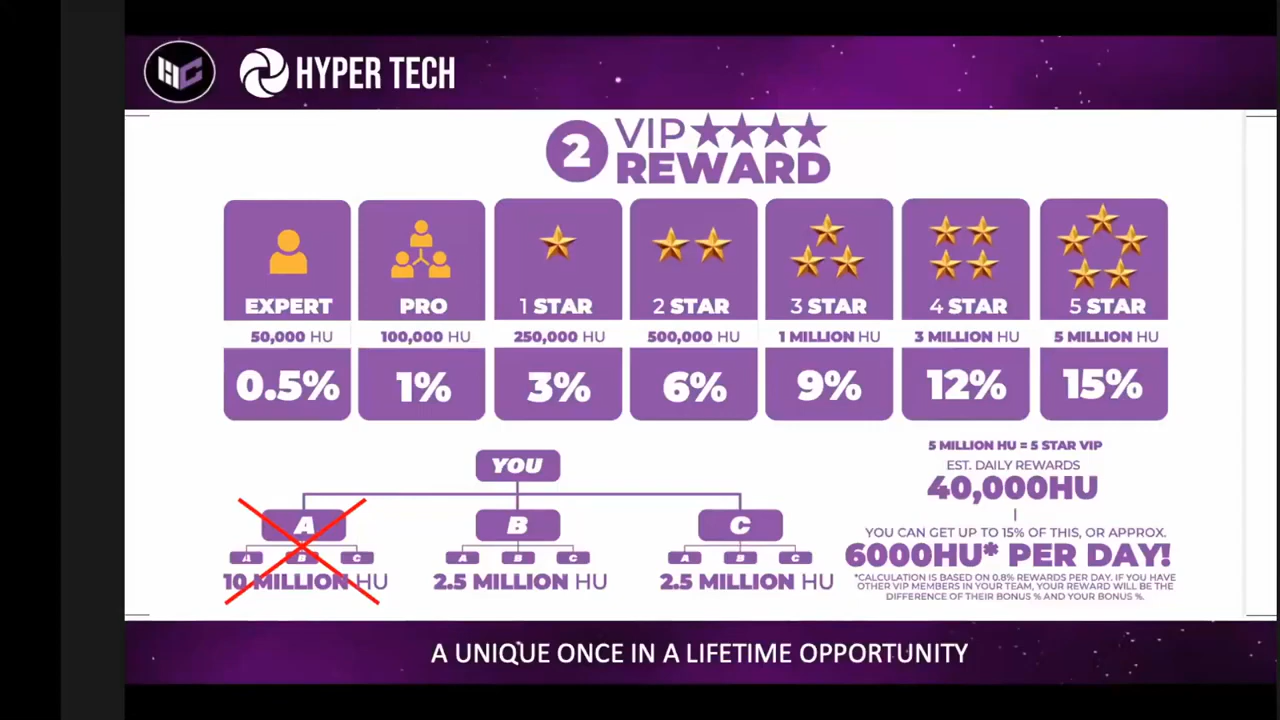 HC HYPER TECH
2 VIP
REWARD
EXPERT
50,000 HU
0.5%
PRO
100,000 HU
1%
1 STAR
250,000 HU
3%
2 STAR
500,000 HU
6%
3 STAR
1 MILLION HU
9%
4 STAR
3 MILLION HU
12%
5 STAR
5 MILLION HU
15%
YOU
A
A B C
10 MILLION HU
B
A B C
2.5 MILLION HU
C
A B C
2.5 MILLION HU
5 MILLION HU = 5 STAR VIP
EST. DAILY REWARDS
40,000HU
YOU CAN GET UP TO 15% OF THIS, OR APPROX.
6000HU* PER DAY!
*CALCULATION IS BASED ON 0.8% REWARDS PER DAY. IF YOU HAVE
OTHER VIP MEMBERS IN YOUR TEAM, YOUR REWARD WILL BE THE
DIFFERENCE OF THEIR BONUS % AND YOUR BONUS %.
A UNIQUE ONCE IN A LIFETIME OPPORTUNITY